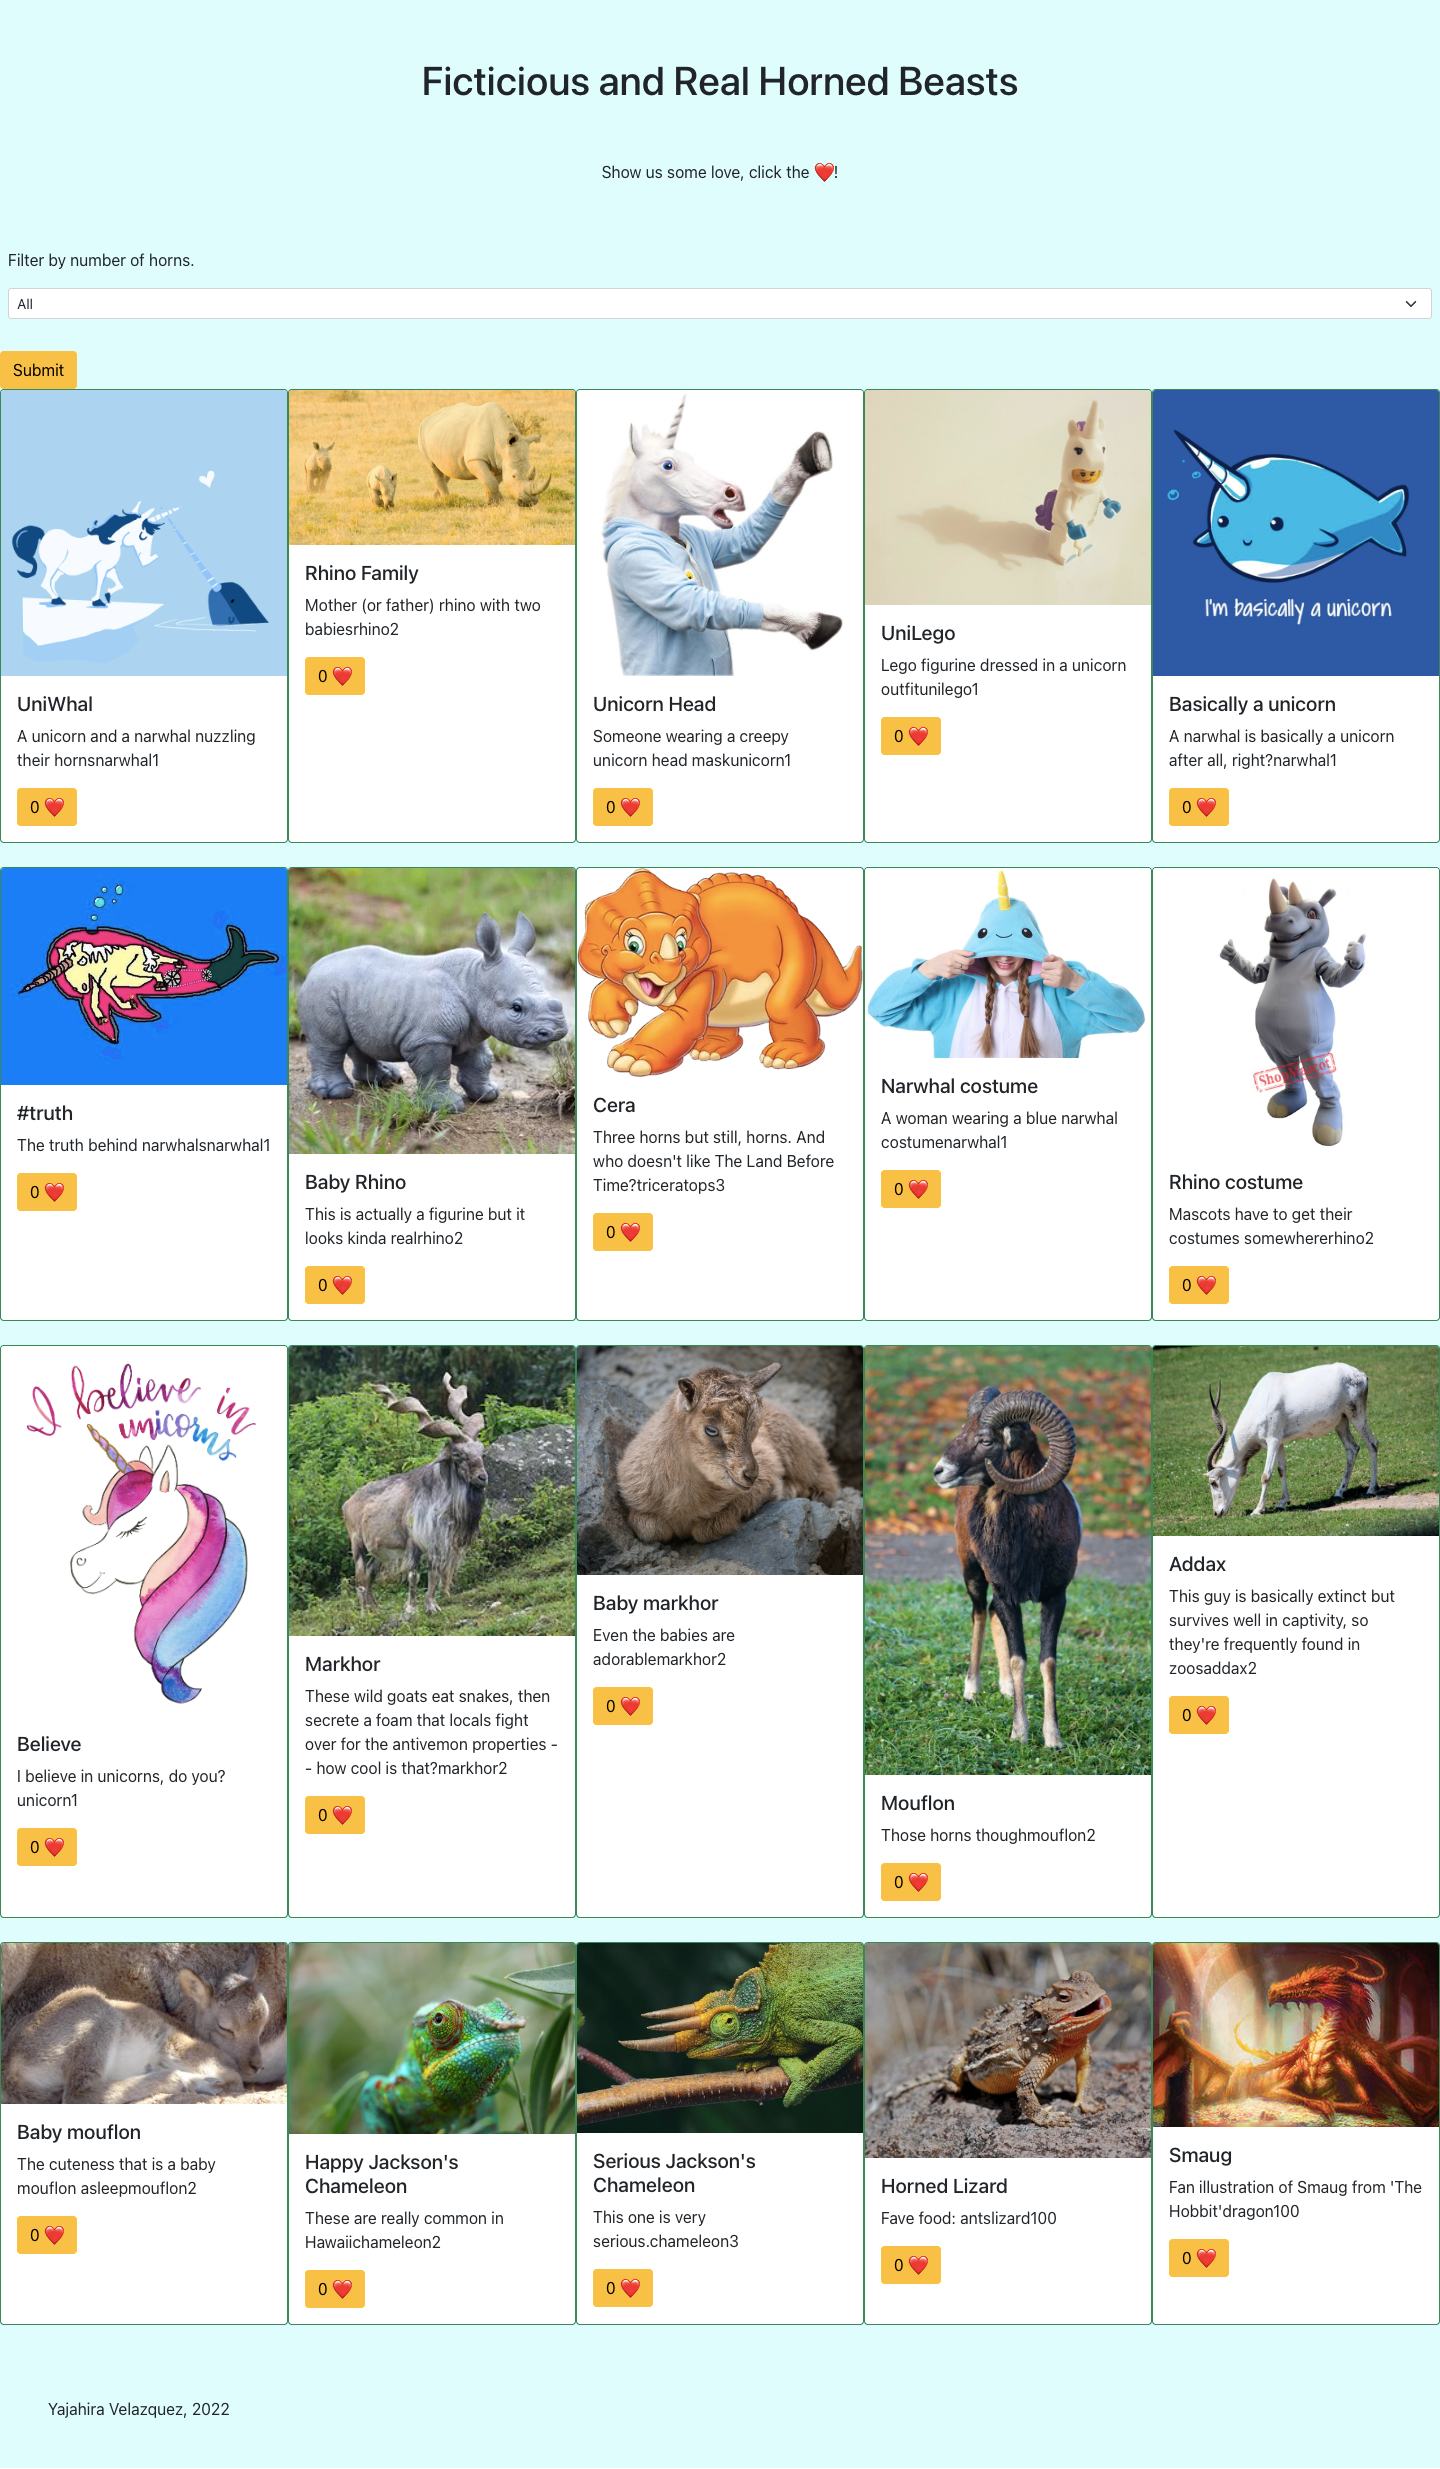 Ficticious and Real Horned Beasts
Show us some love, click the ❤️!
Filter by number of horns.
All
Submit
UniWhal
A unicorn and a narwhal nuzzling
their hornsnarwhal1
0 ❤️
Rhino Family
Mother (or father) rhino with two
babiesrhino2
0 ❤️
Unicorn Head
Someone wearing a creepy
unicorn head maskunicorn1
0 ❤️
UniLego
Lego figurine dressed in a unicorn
outfitunilego1
0 ❤️
I'm basically a unicorn
Basically a unicorn
A narwhal is basically a unicorn
after all, right?narwhal1
0 ❤️
#truth
The truth behind narwhalsnarwhal1
0 ❤️
Baby Rhino
This is actually a figurine but it
looks kinda realrhino2
0 ❤️
Cera
Three horns but still, horns. And
who doesn't like The Land Before
Time?triceratops3
0 ❤️
Narwhal costume
A woman wearing a blue narwhal
costumenarwhal1
0 ❤️
ShopMascot
Rhino costume
Mascots have to get their
costumes somewhererhino2
0 ❤️
I believe in
unicorns
Believe
I believe in unicorns, do you?
unicorn1
0 ❤️
Markhor
These wild goats eat snakes, then
secrete a foam that locals fight
over for the antivemon properties -
- how cool is that?markhor2
0 ❤️
Baby markhor
Even the babies are
adorablemarkhor2
0 ❤️
Mouflon
Those horns thoughmouflon2
0 ❤️
Addax
This guy is basically extinct but
survives well in captivity, so
they're frequently found in
zoosaddax2
0 ❤️
Baby mouflon
The cuteness that is a baby
mouflon asleepmouflon2
0 ❤️
Happy Jackson's
Chameleon
These are really common in
Hawaiichameleon2
0 ❤️
Serious Jackson's
Chameleon
This one is very
serious.chameleon3
0 ❤️
Horned Lizard
Fave food: antslizard100
0 ❤️
Smaug
Fan illustration of Smaug from 'The
Hobbit'dragon100
0 ❤️
Yajahira Velazquez, 2022